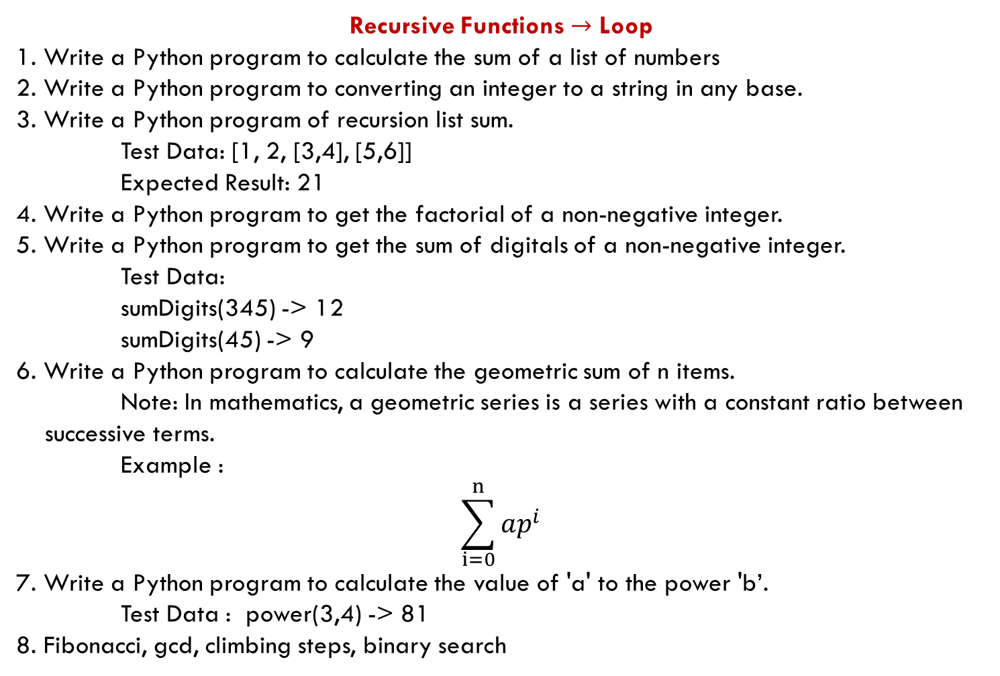 Recursive Functions → Loop
1. Write a Python program to calculate the sum of a list of numbers
2. Write a Python program to converting an integer to a string in any base.
3. Write a Python program of recursion list sum.
Test Data: [1, 2, [3,4], [5,6]]
Expected Result: 21
4. Write a Python program to get the factorial of a non-negative integer.
5. Write a Python program to get the sum of digitals of a non-negative integer.
Test Data:
sumDigits(345) -> 12
sumDigits(45) -> 9
6. Write a Python program to calculate the geometric sum of n items.
Note: In mathematics, a geometric series is a series with a constant ratio between
successive terms.
Example :
n
∑ apⁱ
i=0
7. Write a Python program to calculate the value of 'a' to the power 'b’.
Test Data : power(3,4) -> 81
8. Fibonacci, gcd, climbing steps, binary search